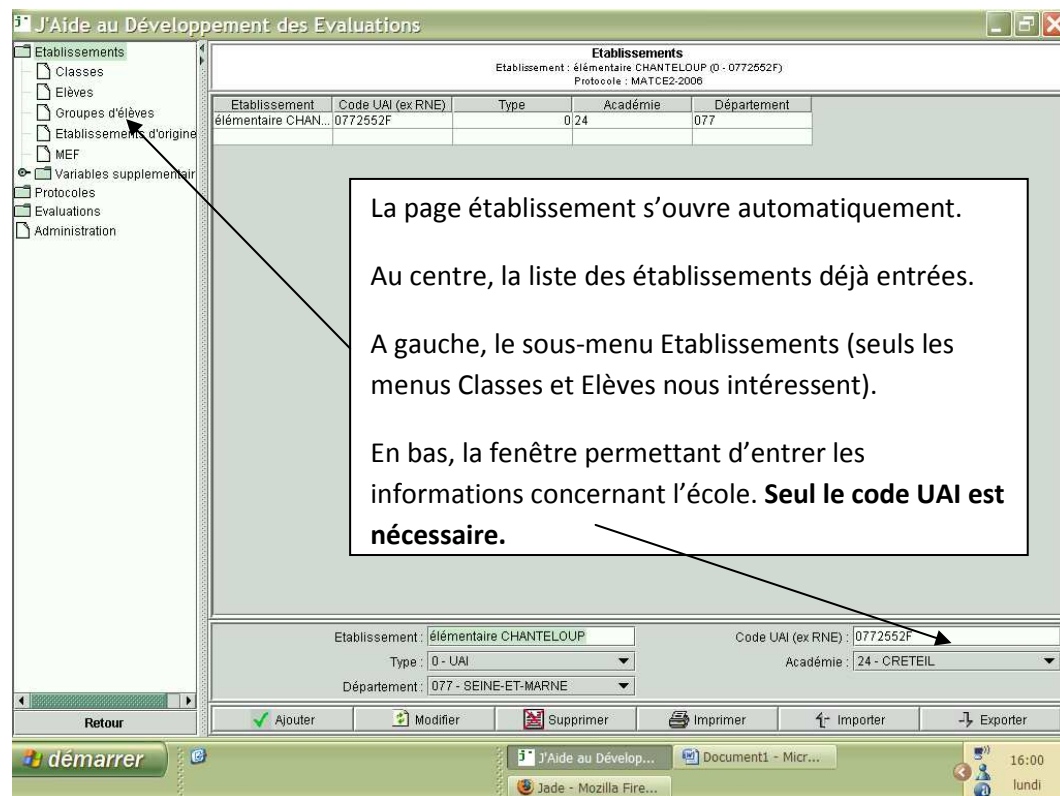 J'Aide au Développement des Evaluations
Etablissements
Classes
Elèves
Groupes d'élèves
Etablissements d'origine
MEF
Variables supplementair
Protocoles
Evaluations
Administration
Retour
Etablissements
Etablissement : élémentaire CHANTELOUP (0 - 0772552F)
Protocole : MATCE2-2006
Etablissement Code UAI (ex RNE) Type Académie Département
élémentaire CHAN... 0772552F 0 24 077
La page établissement s’ouvre automatiquement.
Au centre, la liste des établissements déjà entrées.
A gauche, le sous-menu Etablissements (seuls les
menus Classes et Elèves nous intéressent).
En bas, la fenêtre permettant d’entrer les
informations concernant l’école. Seul le code UAI est
nécessaire.
Etablissement : élémentaire CHANTELOUP Code UAI (ex RNE) : 0772552F
Type : 0 - UAI Académie : 24 - CRETEIL
Département : 077 - SEINE-ET-MARNE
Ajouter Modifier Supprimer Imprimer Importer Exporter
démarrer J'Aide au Dévelop... Document1 - Micr... 16:00
Jade - Mozilla Fire... lundi